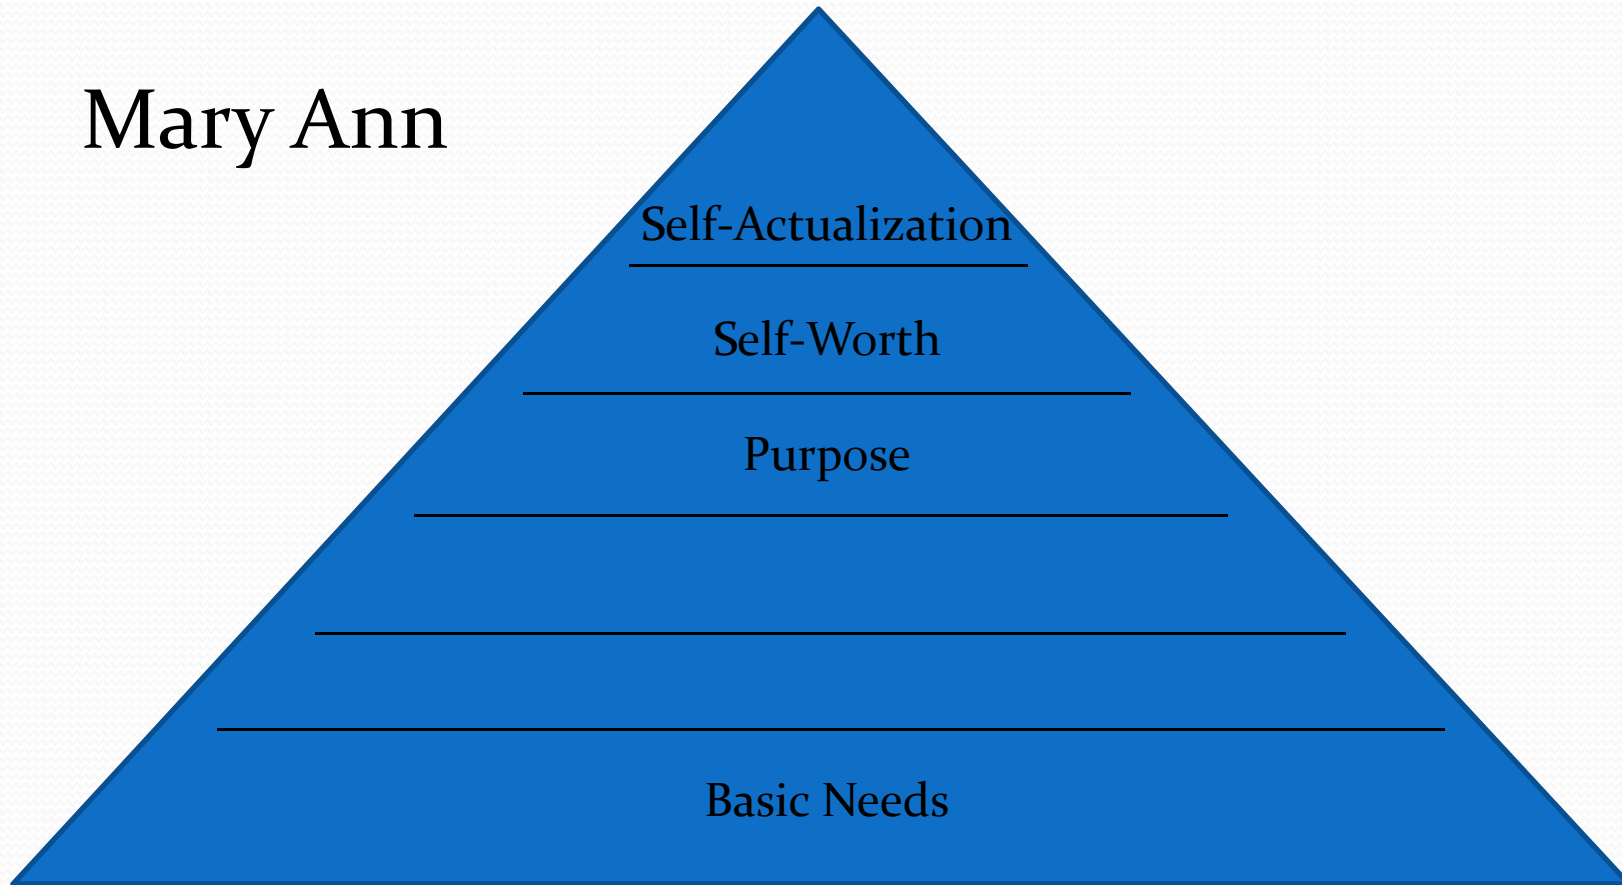 Mary Ann
Self-Actualization
Self-Worth
Purpose
Basic Needs